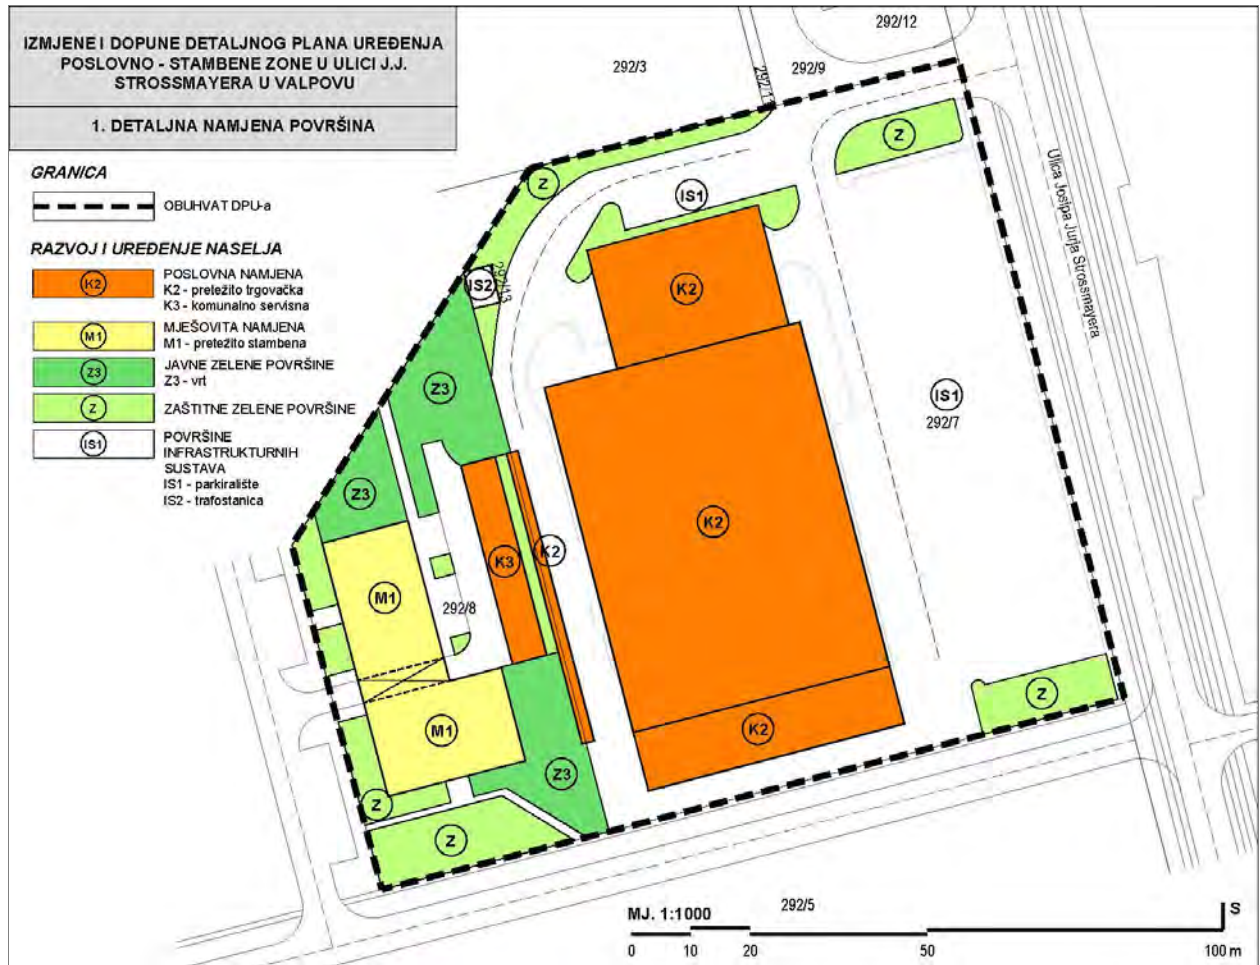 IZMJENE I DOPUNE DETALJNOG PLANA UREĐENJA
POSLOVNO - STAMBENE ZONE U ULICI J.J.
STROSSMAYERA U VALPOVU
1. DETALJNA NAMJENA POVRŠINA
GRANICA
OBUHVAT DPU-a
RAZVOJ I UREĐENJE NASELJA
K2
POSLOVNA NAMJENA
K2 - pretežito trgovačka
K3 - komunalno servisna
M1
MJEŠOVITA NAMJENA
M1 - pretežito stambena
Z3
JAVNE ZELENE POVRŠINE
Z3 - vrt
Z
ZAŠTITNE ZELENE POVRŠINE
IS1
POVRŠINE
INFRASTRUKTURNIH
SUSTAVA
IS1 - parkiralište
IS2 - trafostanica
292/12
292/3
292/9
Z
Ulica Josipa Jurja Strossmayera
Z
IS1
292/13
IS2
K2
Z3
IS1
292/7
Z3
K2
K2
K3
M1
292/8
Z
K2
M1
Z3
Z
Z
292/5
MJ. 1:1000
S
0 10 20 50 100 m